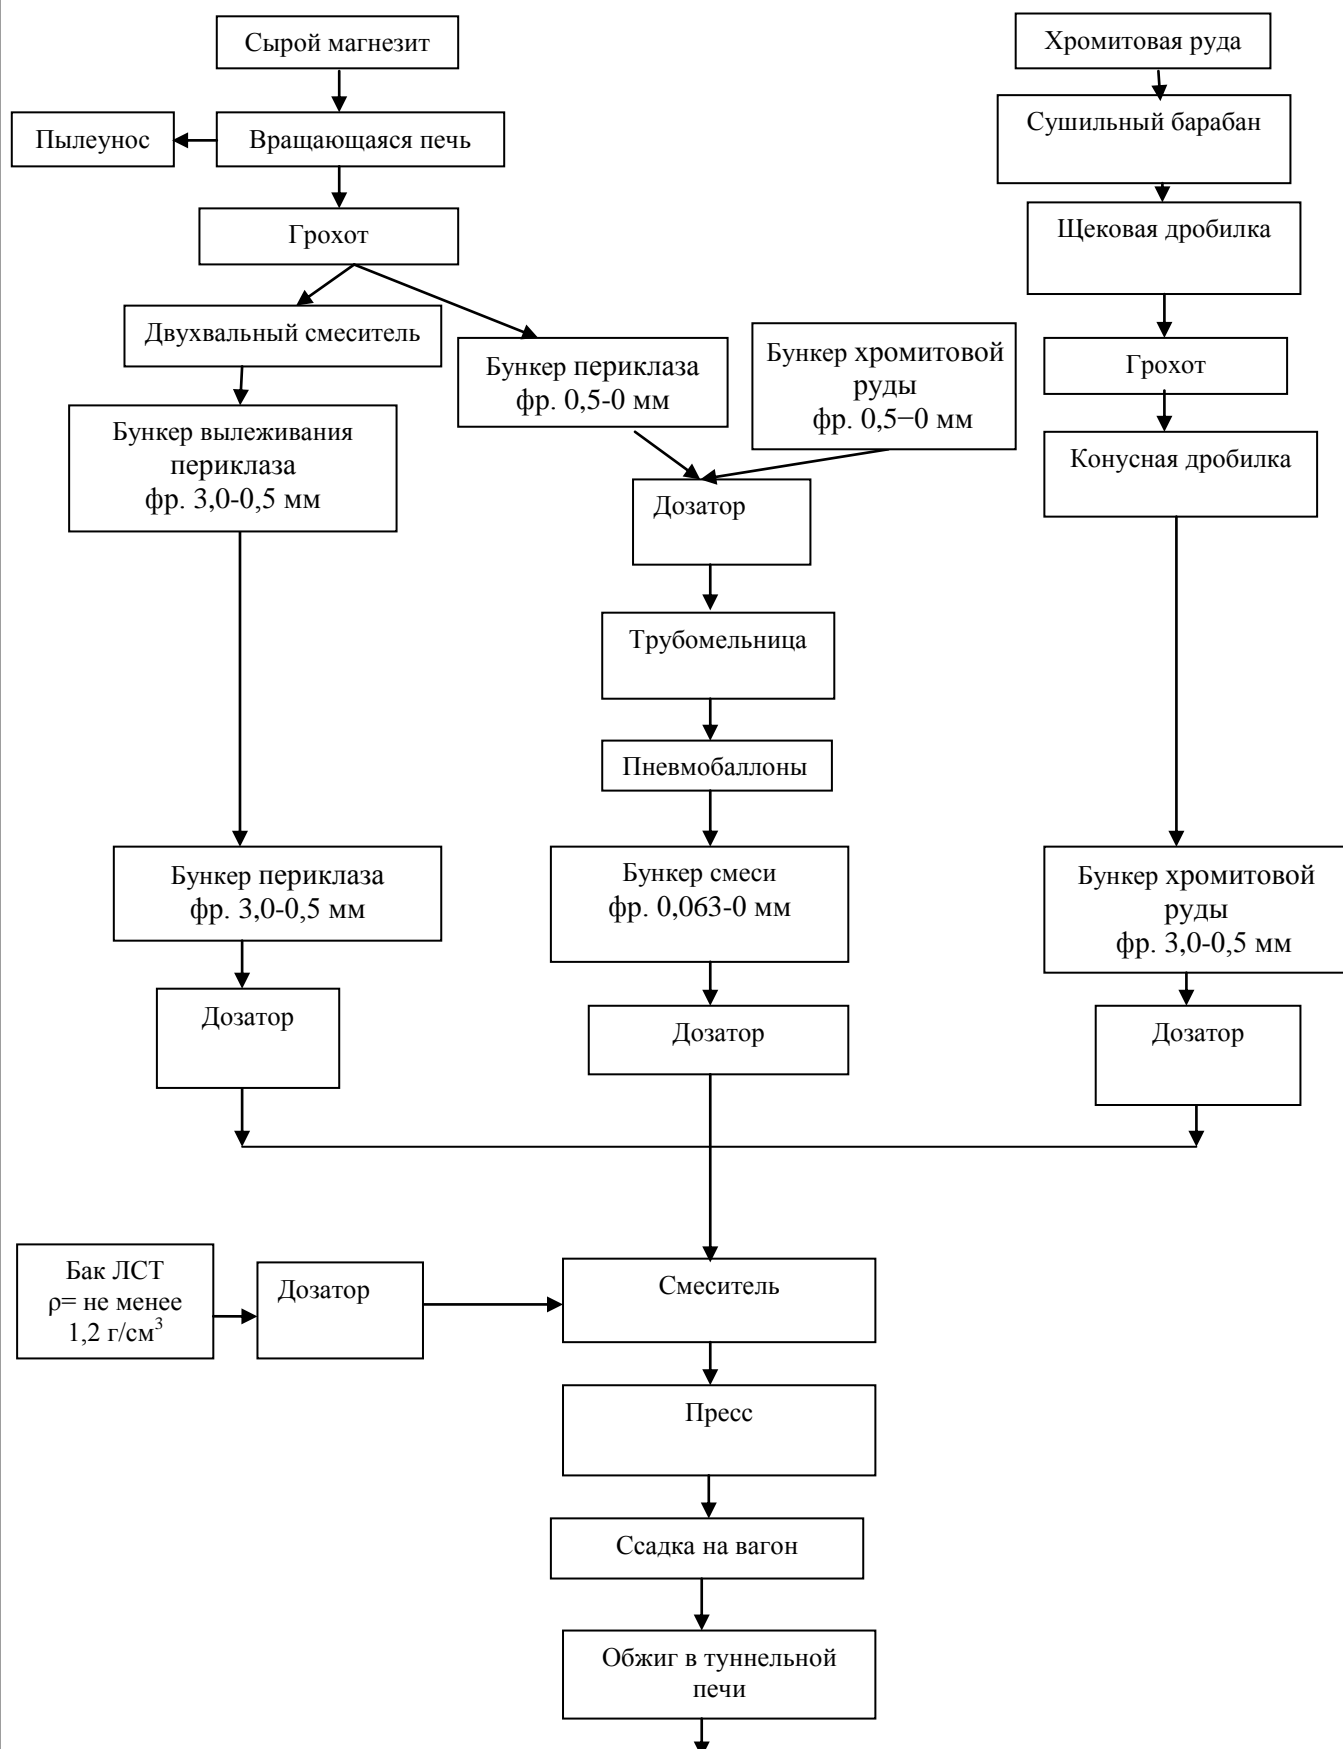 Сырой магнезит
Хромитовая руда
Пылеунос
Вращающаяся печь
Сушильный барабан
Грохот
Щековая дробилка
Двухвальный смеситель
Бункер периклаза
фр. 0,5-0 мм
Бункер хромитовой
руды
фр. 0,5−0 мм
Грохот
Бункер вылеживания
периклаза
фр. 3,0-0,5 мм
Дозатор
Конусная дробилка
Трубомельница
Пневмобаллоны
Бункер периклаза
фр. 3,0-0,5 мм
Бункер смеси
фр. 0,063-0 мм
Бункер хромитовой
руды
фр. 3,0-0,5 мм
Дозатор
Дозатор
Дозатор
Бак ЛСТ
ρ= не менее
1,2 г/см³
Дозатор
Смеситель
Пресс
Ссадка на вагон
Обжиг в туннельной
печи